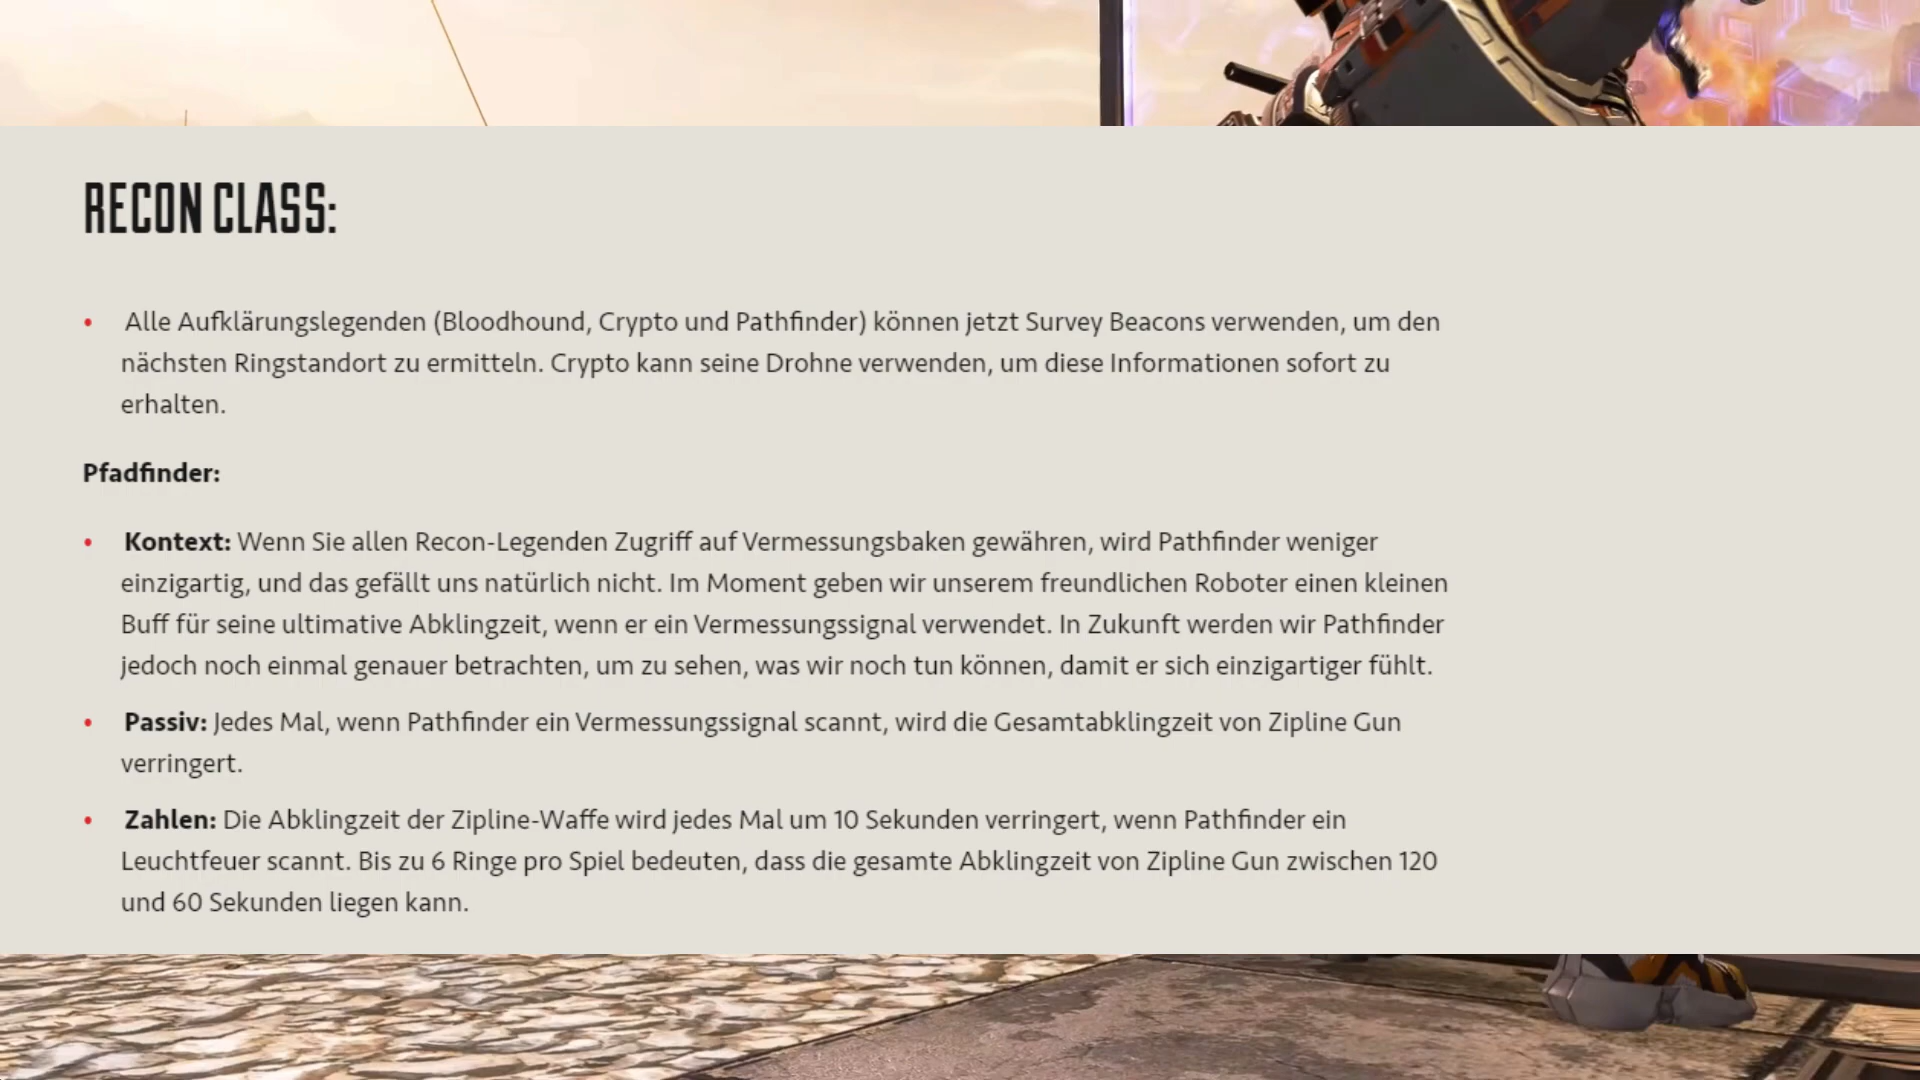 RECON CLASS:
• Alle Aufklärungslegenden (Bloodhound, Crypto und Pathfinder) können jetzt Survey Beacons verwenden, um den
nächsten Ringstandort zu ermitteln. Crypto kann seine Drohne verwenden, um diese Informationen sofort zu
erhalten.
Pfadfinder:
• Kontext: Wenn Sie allen Recon-Legenden Zugriff auf Vermessungsbaken gewähren, wird Pathfinder weniger
einzigartig, und das gefällt uns natürlich nicht. Im Moment geben wir unserem freundlichen Roboter einen kleinen
Buff für seine ultimative Abklingzeit, wenn er ein Vermessungssignal verwendet. In Zukunft werden wir Pathfinder
jedoch noch einmal genauer betrachten, um zu sehen, was wir noch tun können, damit er sich einzigartiger fühlt.
• Passiv: Jedes Mal, wenn Pathfinder ein Vermessungssignal scannt, wird die Gesamtabklingzeit von Zipline Gun
verringert.
• Zahlen: Die Abklingzeit der Zipline-Waffe wird jedes Mal um 10 Sekunden verringert, wenn Pathfinder ein
Leuchtfeuer scannt. Bis zu 6 Ringe pro Spiel bedeuten, dass die gesamte Abklingzeit von Zipline Gun zwischen 120
und 60 Sekunden liegen kann.